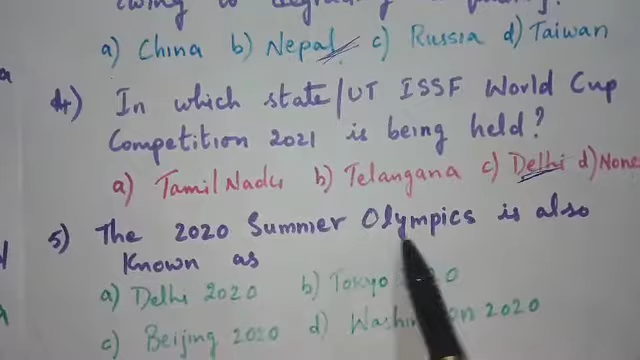 a) China b) Nepal c) Russia d) Taiwan
4) In which state/UT ISSF World Cup
Competition 2021 is being held?
a) Tamil Nadu b) Telangana c) Delhi d) None
5) The 2020 Summer Olympics is also
Known as
a) Delhi 2020 b) Tokyo
c) Beijing 2020 d) 2020